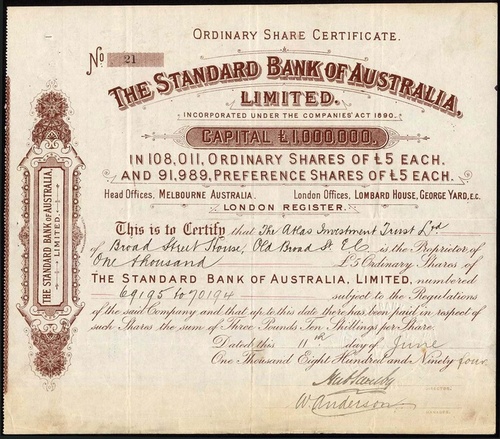 ORDINARY SHARE CERTIFICATE.
No 21
THE STANDARD BANK OF AUSTRALIA,
LIMITED.
INCORPORATED UNDER THE COMPANIES' ACT 1890.
CAPITAL £1,000,000.
IN 108,011, ORDINARY SHARES OF £5 EACH.
AND 91,989, PREFERENCE SHARES OF £5 EACH.
Head Offices, MELBOURNE AUSTRALIA. London Offices, LOMBARD HOUSE, GEORGE YARD, E.C.
LONDON REGISTER.
This is to Certify that The Atlas Investment Trust Ltd
of Broad Street House, Old Broad St. E.C. is the Proprietor of
One thousand £5 Ordinary Shares of
THE STANDARD BANK OF AUSTRALIA, LIMITED, numbered
69195 to 70194 subject to the Regulations
of the said Company and that up to this date there has been paid in respect of
such Shares the sum of Three Pounds Ten Shillings per Share.
Dated this 11th day of June
One Thousand Eight Hundred and Ninety four
DIRECTOR.
W. Anderson
MANAGER.
THE STANDARD BANK OF AUSTRALIA,
LIMITED.